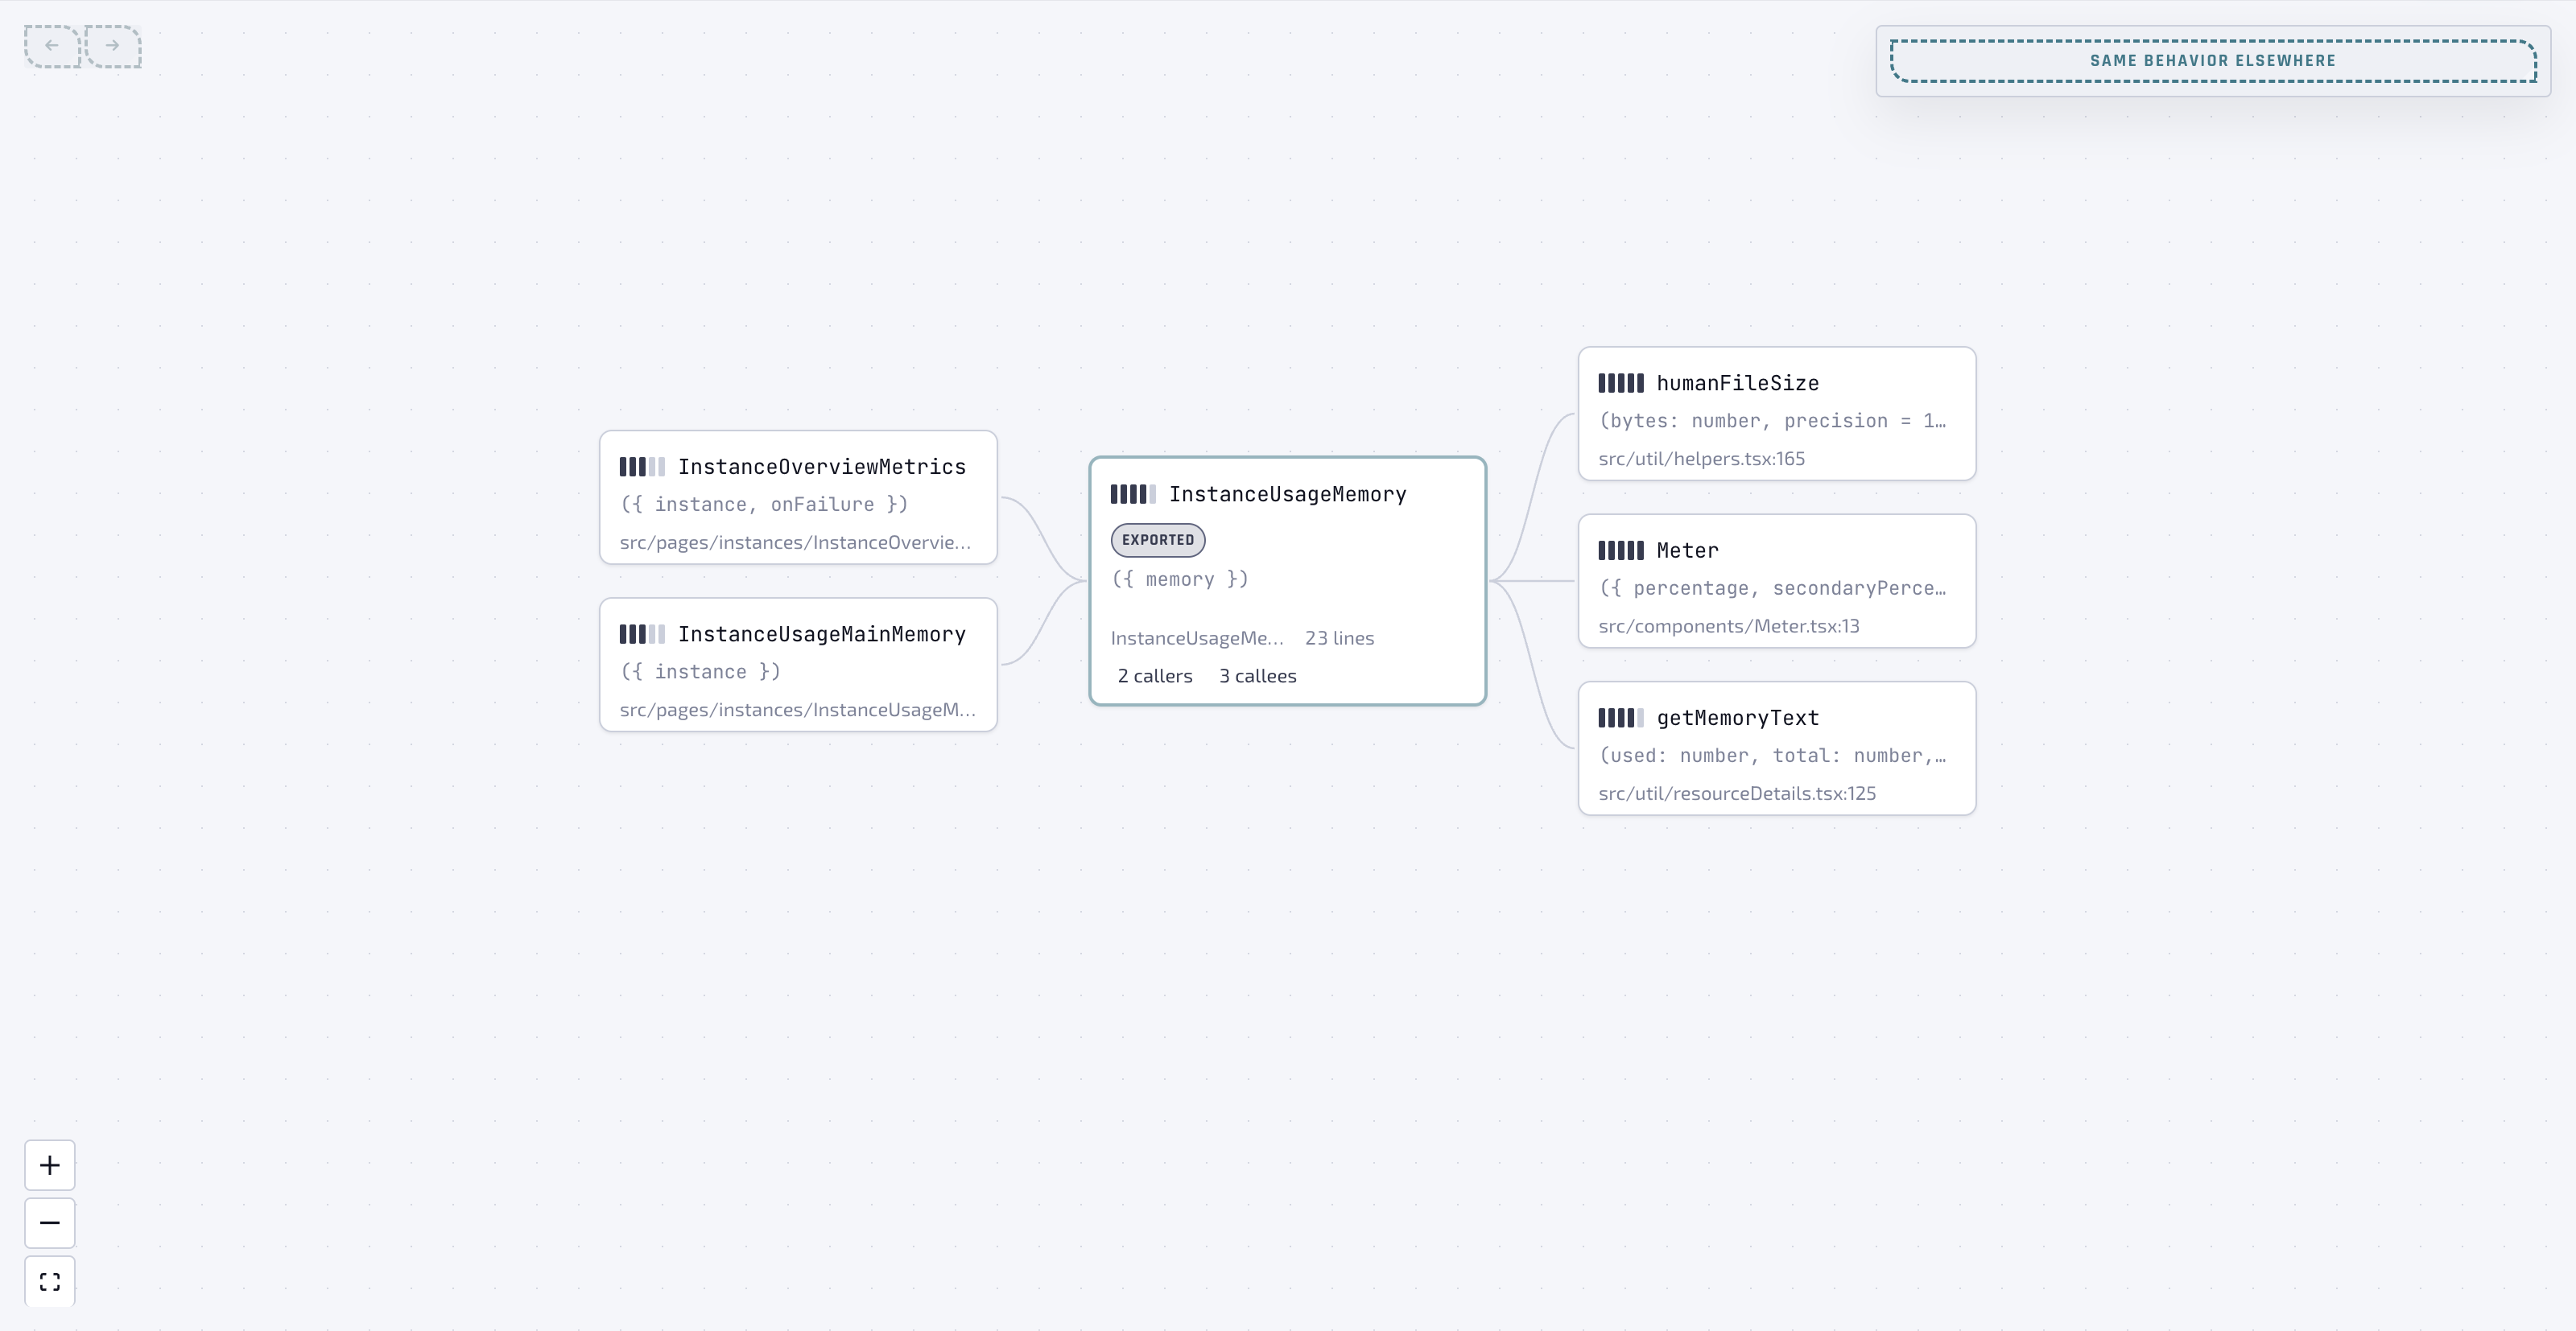 SAME BEHAVIOR ELSEWHERE
InstanceOverviewMetrics
({ instance, onFailure })
src/pages/instances/InstanceOvervie…
InstanceUsageMainMemory
({ instance })
src/pages/instances/InstanceUsageM…
InstanceUsageMemory
EXPORTED
({ memory })
InstanceUsageMe… 23 lines
2 callers 3 callees
humanFileSize
(bytes: number, precision = 1…
src/util/helpers.tsx:165
Meter
({ percentage, secondaryPerce…
src/components/Meter.tsx:13
getMemoryText
(used: number, total: number,…
src/util/resourceDetails.tsx:125